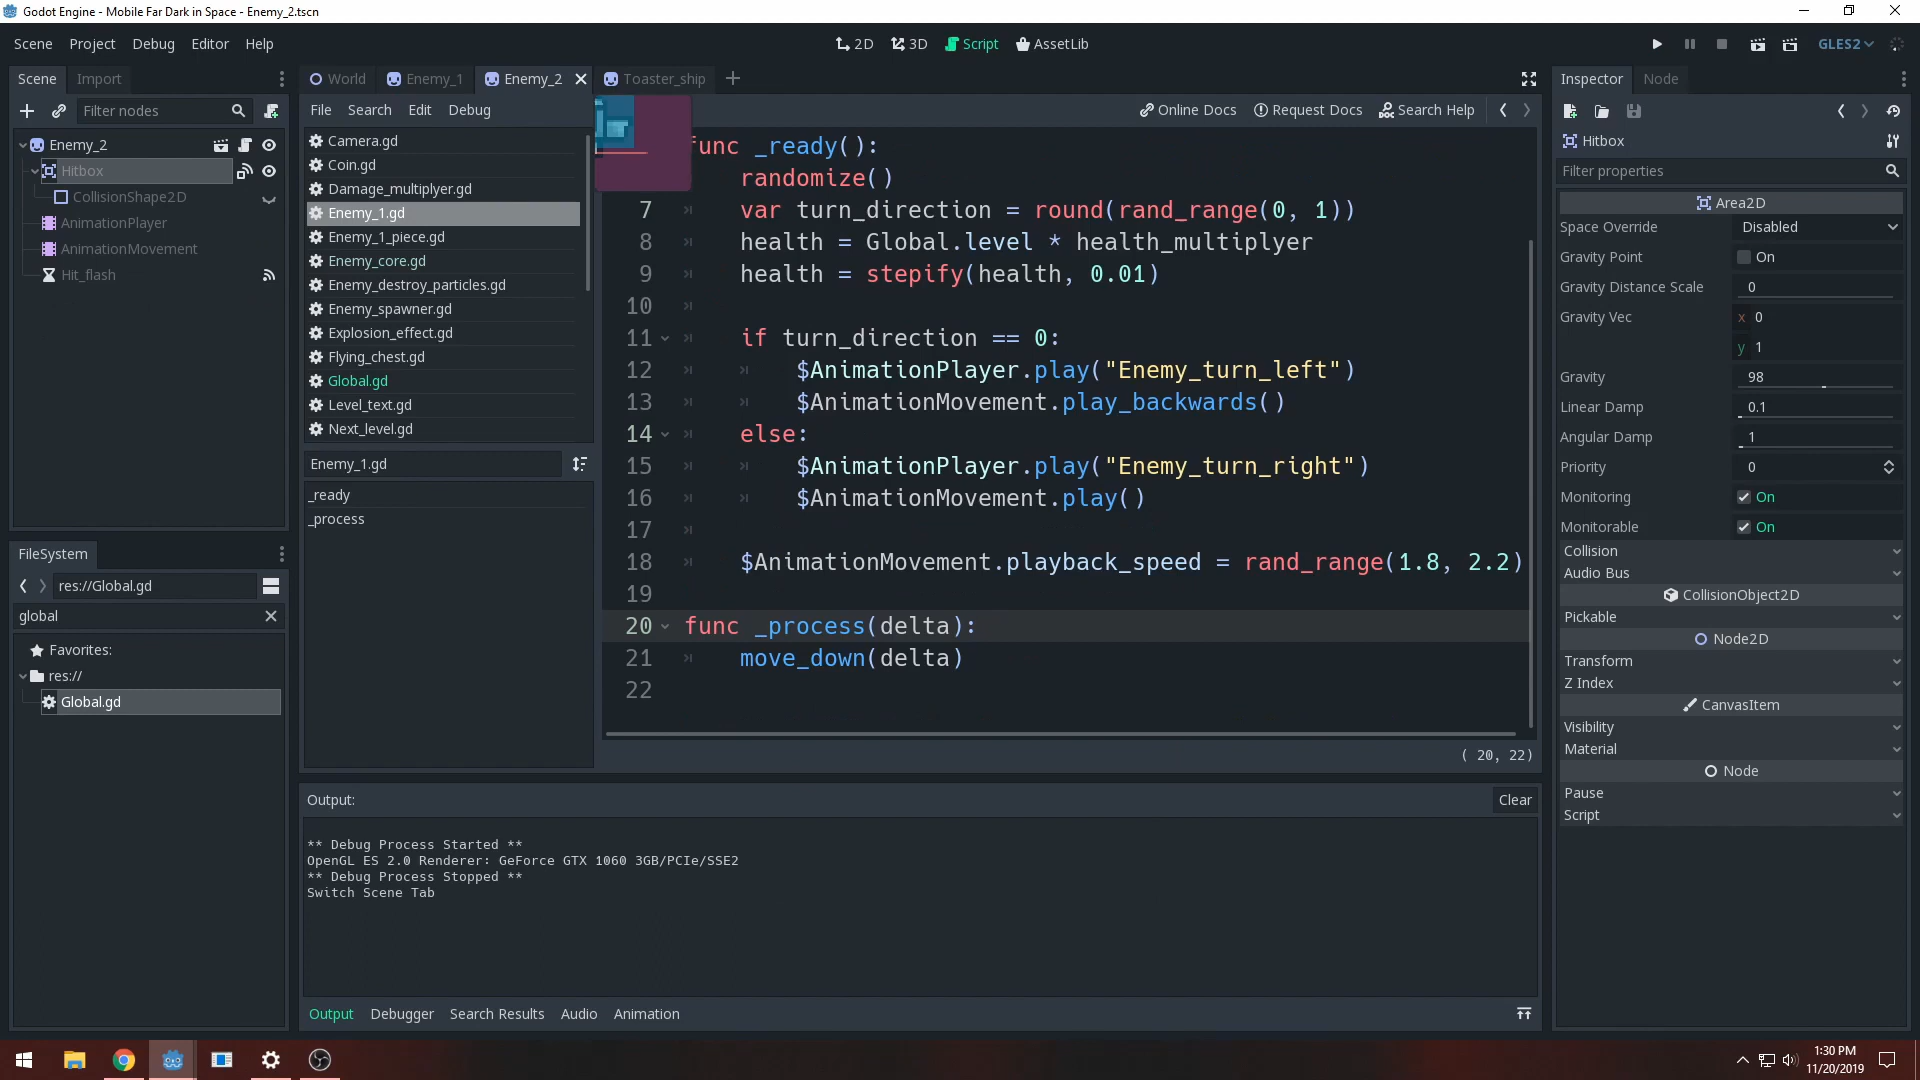 Godot Engine - Mobile Far Dark in Space - Enemy_2.tscn
Scene Project Debug Editor Help
2D 3D Script AssetLib
GLES2
Scene Import
Filter nodes
Enemy_2
Hitbox
CollisionShape2D
AnimationPlayer
AnimationMovement
Hit_flash
FileSystem
res://Global.gd
global
Favorites:
res://
Global.gd
World Enemy_1 Enemy_2 Toaster_ship
File Search Edit Debug
Online Docs Request Docs Search Help
Camera.gd
Coin.gd
Damage_multiplyer.gd
Enemy_1.gd
Enemy_1_piece.gd
Enemy_core.gd
Enemy_destroy_particles.gd
Enemy_spawner.gd
Explosion_effect.gd
Flying_chest.gd
Global.gd
Level_text.gd
Next_level.gd
Enemy_1.gd
_ready
_process
func _ready():
randomize()
7 var turn_direction = round(rand_range(0, 1))
8 health = Global.level * health_multiplyer
9 health = stepify(health, 0.01)
10
11 if turn_direction == 0:
12 $AnimationPlayer.play("Enemy_turn_left")
13 $AnimationMovement.play_backwards()
14 else:
15 $AnimationPlayer.play("Enemy_turn_right")
16 $AnimationMovement.play()
17
18 $AnimationMovement.playback_speed = rand_range(1.8, 2.2)
19
20 func _process(delta):
21 move_down(delta)
22
( 20, 22)
Output:
Clear
** Debug Process Started **
OpenGL ES 2.0 Renderer: GeForce GTX 1060 3GB/PCIe/SSE2
** Debug Process Stopped **
Switch Scene Tab
Output Debugger Search Results Audio Animation
Inspector Node
Hitbox
Filter properties
Area2D
Space Override Disabled
Gravity Point On
Gravity Distance Scale 0
Gravity Vec x 0
y 1
Gravity 98
Linear Damp 0.1
Angular Damp 1
Priority 0
Monitoring On
Monitorable On
Collision
Audio Bus
CollisionObject2D
Pickable
Node2D
Transform
Z Index
CanvasItem
Visibility
Material
Node
Pause
Script
1:30 PM
11/20/2019